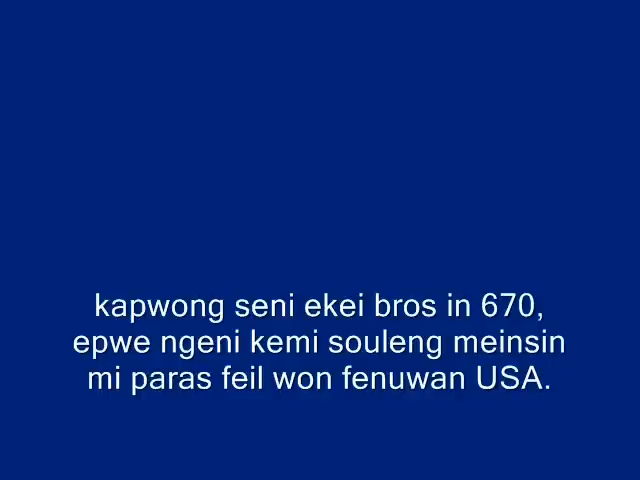 kapwong seni ekei bros in 670,
epwe ngeni kemi souleng meinsin
mi paras feil won fenuwan USA.